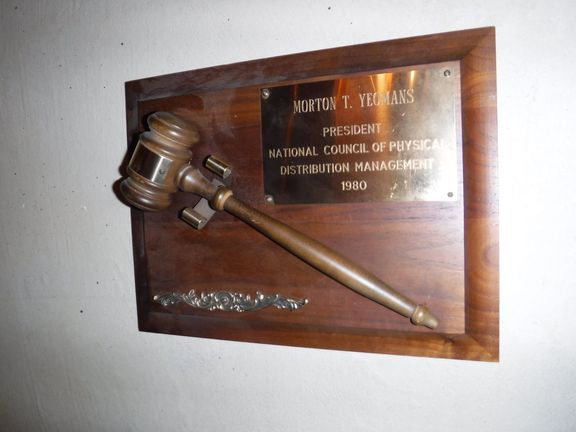 MORTON T. YEOMANS
PRESIDENT
NATIONAL COUNCIL OF PHYSICAL
DISTRIBUTION MANAGEMENT
1980